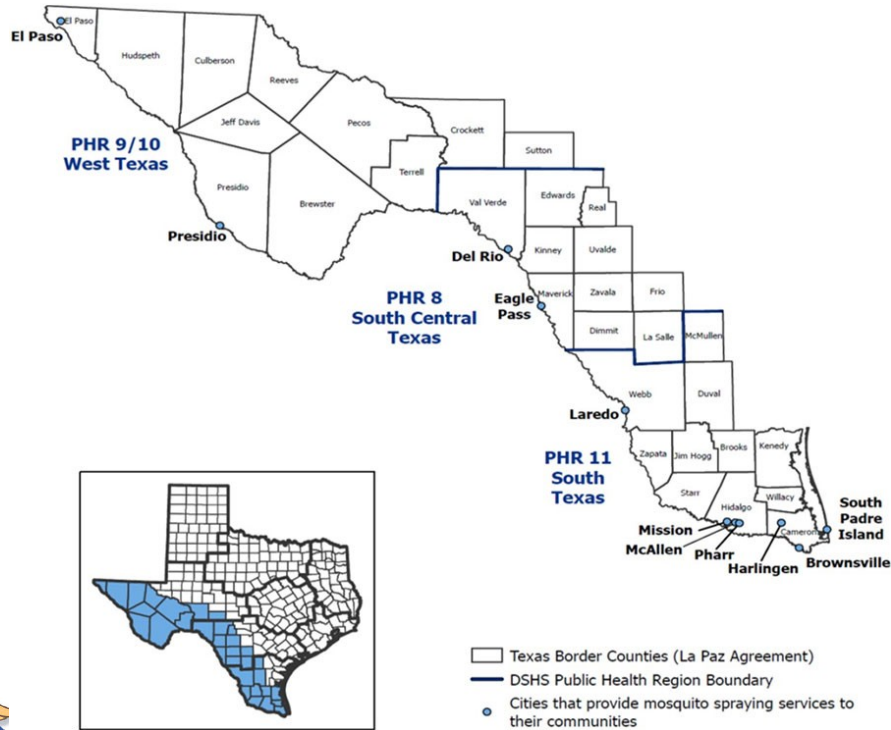 El Paso
El Paso
Hudspeth
Culberson
Reeves
Jeff Davis
Pecos
Crockett
Sutton
PHR 9/10
West Texas
Terrell
Presidio
Brewster
Val Verde
Edwards
Real
Presidio
Del Rio
Kinney
Uvalde
PHR 8
South Central
Texas
Eagle
Pass
Maverick
Zavala
Frio
Dimmit
La Salle
McMullen
Webb
Duval
Laredo
PHR 11
South
Texas
Zapata
Jim Hogg
Brooks
Kenedy
Starr
Hidalgo
Willacy
Cameron
South
Padre
Island
Mission
McAllen
Pharr
Harlingen
Brownsville
Texas Border Counties (La Paz Agreement)
DSHS Public Health Region Boundary
Cities that provide mosquito spraying services to
their communities